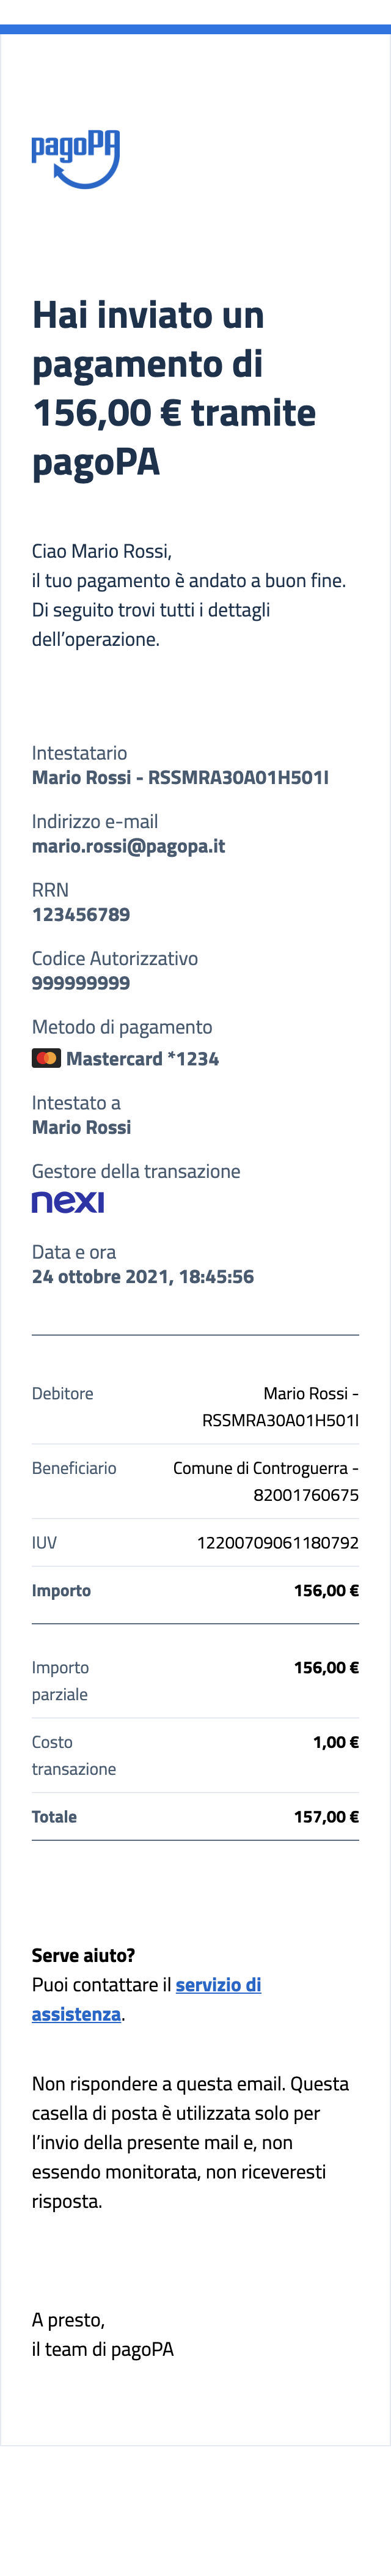 pagoPA
Hai inviato un
pagamento di
156,00 € tramite
pagoPA
Ciao Mario Rossi,
il tuo pagamento è andato a buon fine.
Di seguito trovi tutti i dettagli
dell’operazione.
Intestatario
Mario Rossi - RSSMRA30A01H501I
Indirizzo e-mail
mario.rossi@pagopa.it
RRN
123456789
Codice Autorizzativo
999999999
Metodo di pagamento
Mastercard *1234
Intestato a
Mario Rossi
Gestore della transazione
nexi
Data e ora
24 ottobre 2021, 18:45:56
Debitore Mario Rossi -
RSSMRA30A01H501I
Beneficiario Comune di Controguerra -
82001760675
IUV 12200709061180792
Importo 156,00 €
Importo 156,00 €
parziale
Costo 1,00 €
transazione
Totale 157,00 €
Serve aiuto?
Puoi contattare il servizio di
assistenza.
Non rispondere a questa email. Questa
casella di posta è utilizzata solo per
l’invio della presente mail e, non
essendo monitorata, non riceveresti
risposta.
A presto,
il team di pagoPA